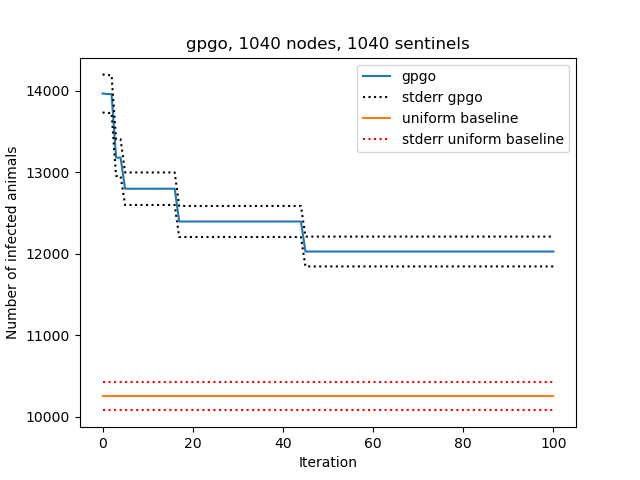 gpgo, 1040 nodes, 1040 sentinels
gpgo
stderr gpgo
uniform baseline
stderr uniform baseline
Number of infected animals
14000
13000
12000
11000
10000
0 20 40 60 80 100
Iteration